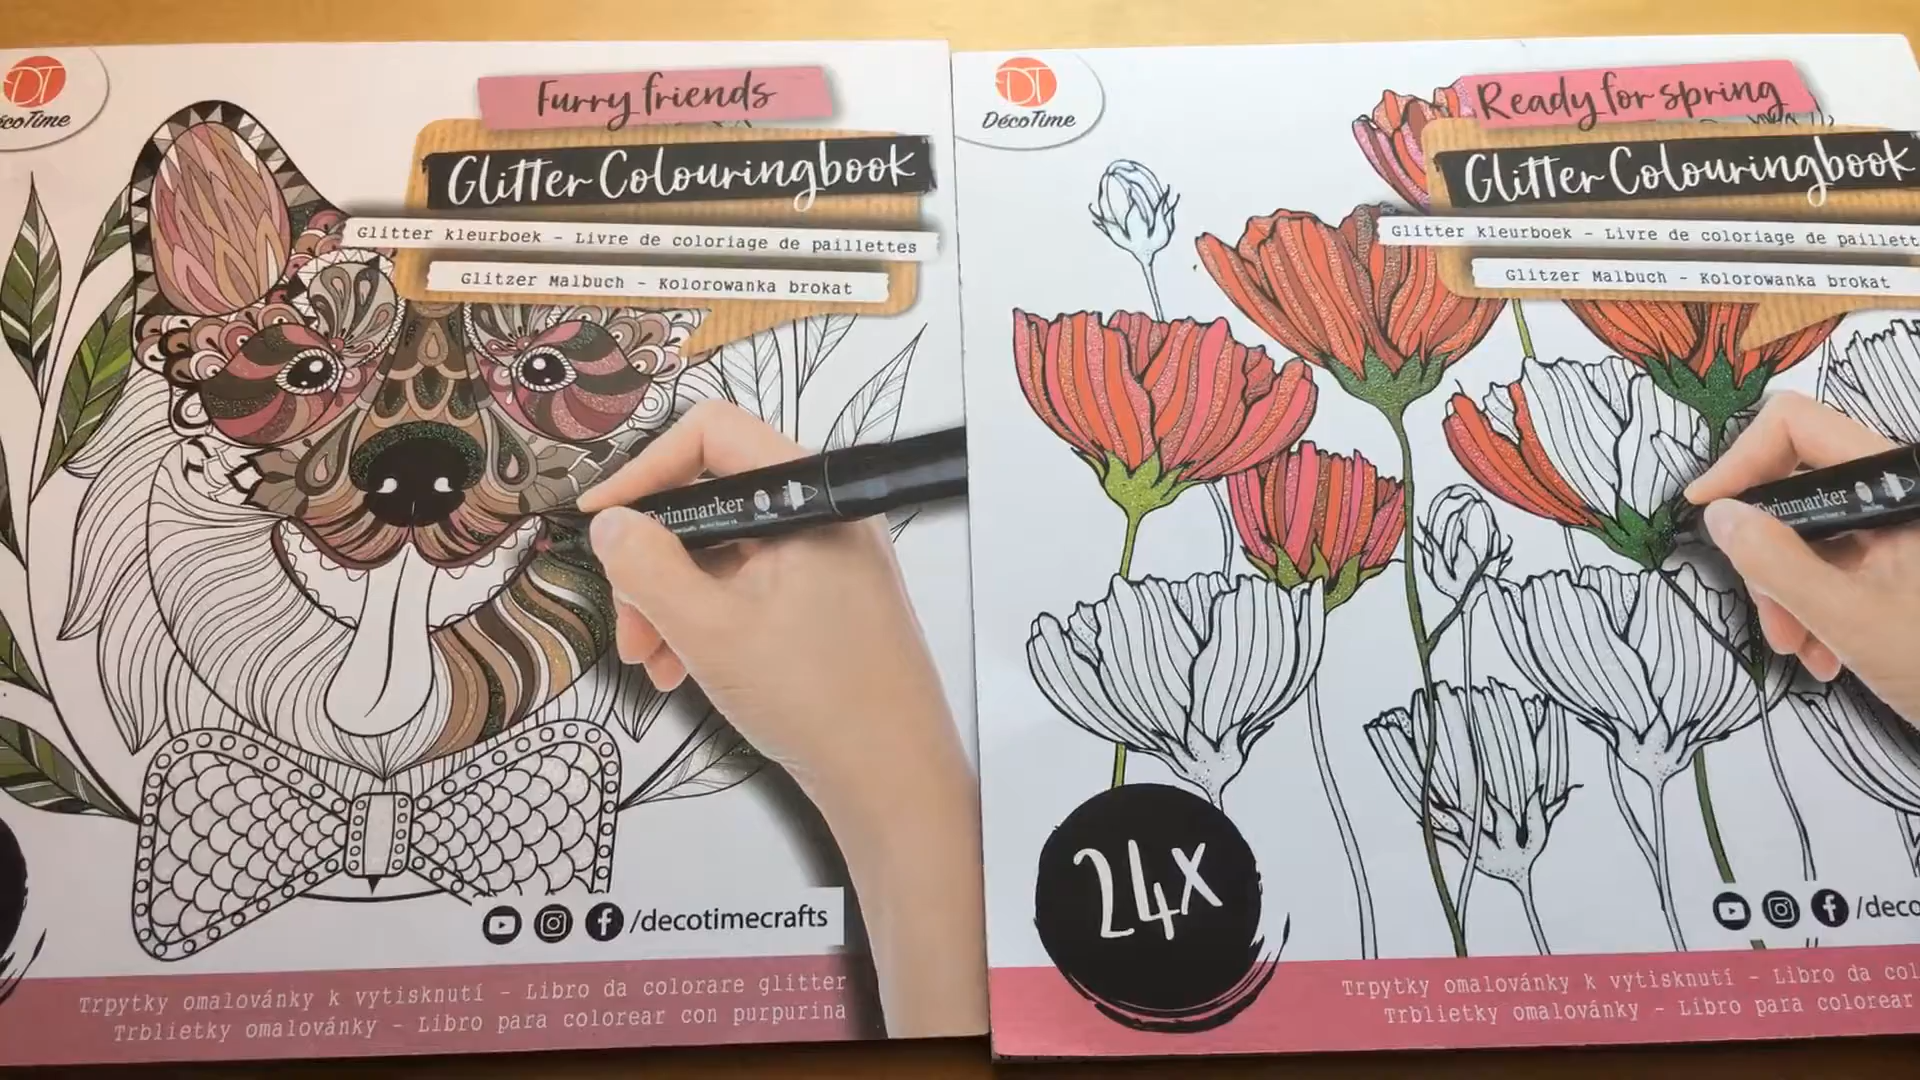 DT
DécoTime
Furry friends
Glitter Colouringbook
Glitter kleurboek - Livre de coloriage de paillettes
Glitzer Malbuch - Kolorowanka brokat
Twinmarker
DécoTime
/decotimecrafts
Trpytky omalovánky k vytisknutí - Libro da colorare glitter
Trblietky omalovánky - Libro para colorear con purpurina
DT
DécoTime
Ready for spring
Glitter Colouringbook
Glitter kleurboek - Livre de coloriage de paillett
Glitzer Malbuch - Kolorowanka brokat
Twinmarker
24x
/deco
Trpytky omalovánky k vytisknutí - Libro da col
Trblietky omalovánky - Libro para colorear